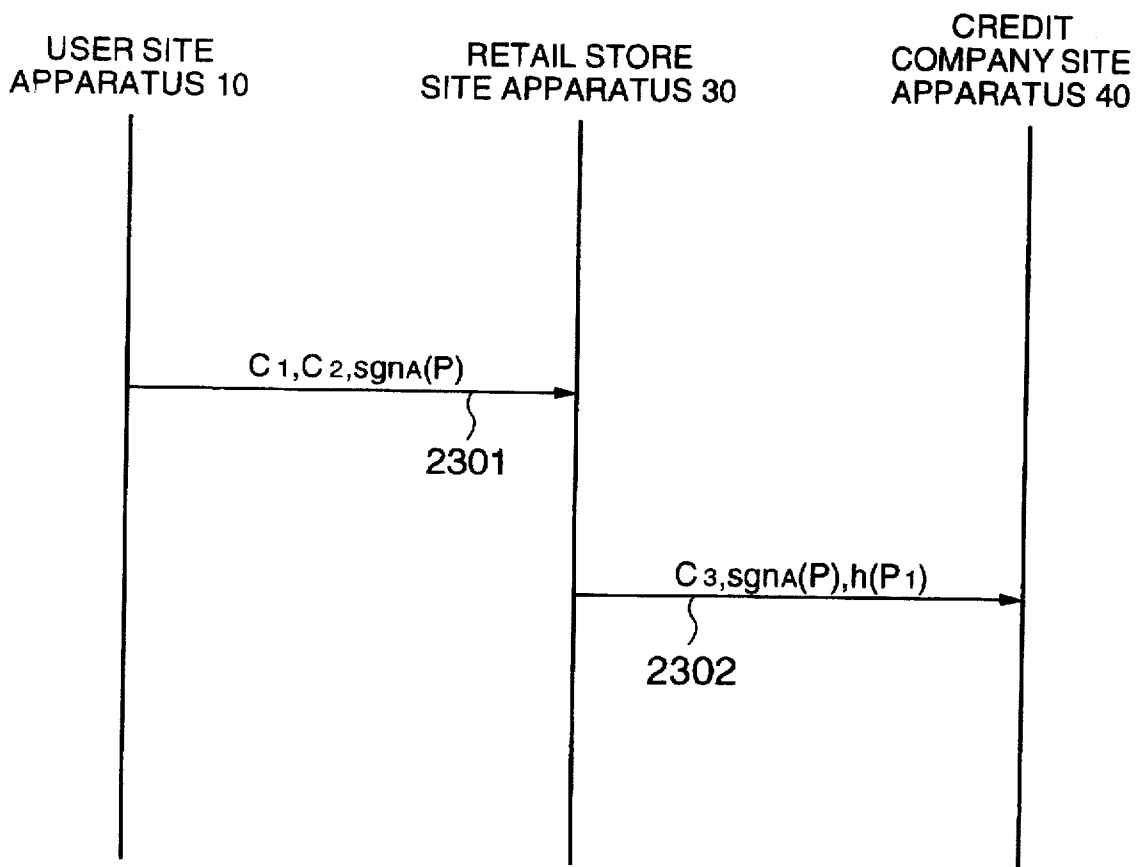 USER SITE
APPARATUS 10
RETAIL STORE
SITE APPARATUS 30
CREDIT
COMPANY SITE
APPARATUS 40
C1,C2,sgnA(P)
2301
C3,sgnA(P),h(P1)
2302